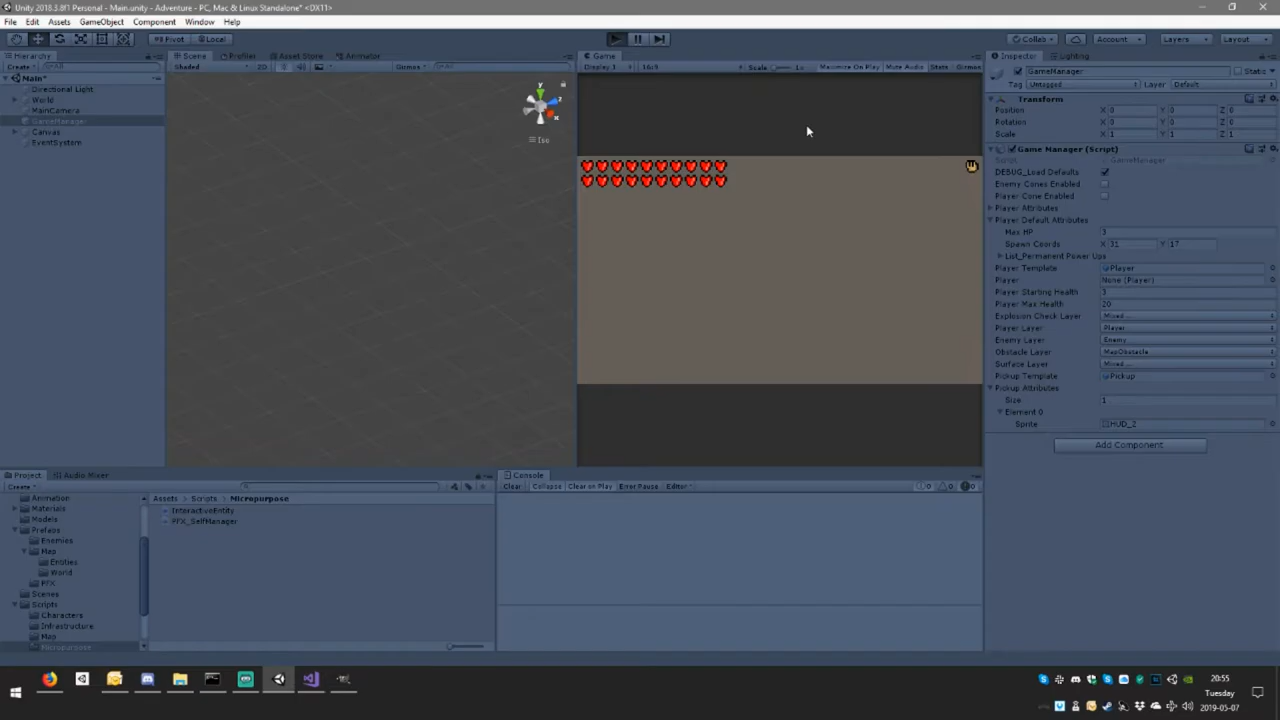 Unity 2018.3.8f1 Personal - Main.unity - Adventure - PC, Mac & Linux Standalone* <DX11>
File Edit Assets GameObject Component Window Help
Pivot Local Collab Account Layers Layout
Hierarchy Scene Profiler Asset Store Animator Game Inspector Lighting
Create All Shaded 2D Gizmos All Display 1 16:9 Scale 1x Maximize On Play Mute Audio Stats Gizmos
GameManager Static
Main*
Tag Untagged Layer Default
Directional Light
World
MainCamera
GameManager
Canvas
EventSystem
y
z
x
Iso
Transform
Position X 0 Y 0 Z 0
Rotation X 0 Y 0 Z 0
Scale X 1 Y 1 Z 1
Game Manager (Script)
Script GameManager
DEBUG_Load Defaults
Enemy Cones Enabled
Player Cone Enabled
Player Attributes
Player Default Attributes
Max HP 3
Spawn Coords X 31 Y 17
List_Permanent Power Ups
Player Template Player
Player None (Player)
Player Starting Health 3
Player Max Health 20
Explosion Check Layer Mixed ...
Player Layer Player
Enemy Layer Enemy
Obstacle Layer MapObstacle
Surface Layer Mixed ...
Pickup Template Pickup
Pickup Attributes
Size 1
Element 0
Sprite HUD_2
Add Component
Project Audio Mixer
Create
Animation
Materials
Models
Prefabs
Enemies
Map
Entities
World
PFX
Scenes
Scripts
Characters
Infrastructure
Map
Micropurpose
Assets Scripts Micropurpose
InteractiveEntity
PFX_SelfManager
Console
Clear Collapse Clear on Play Error Pause Editor 0 0 0
20:55
Tuesday
2019-05-07